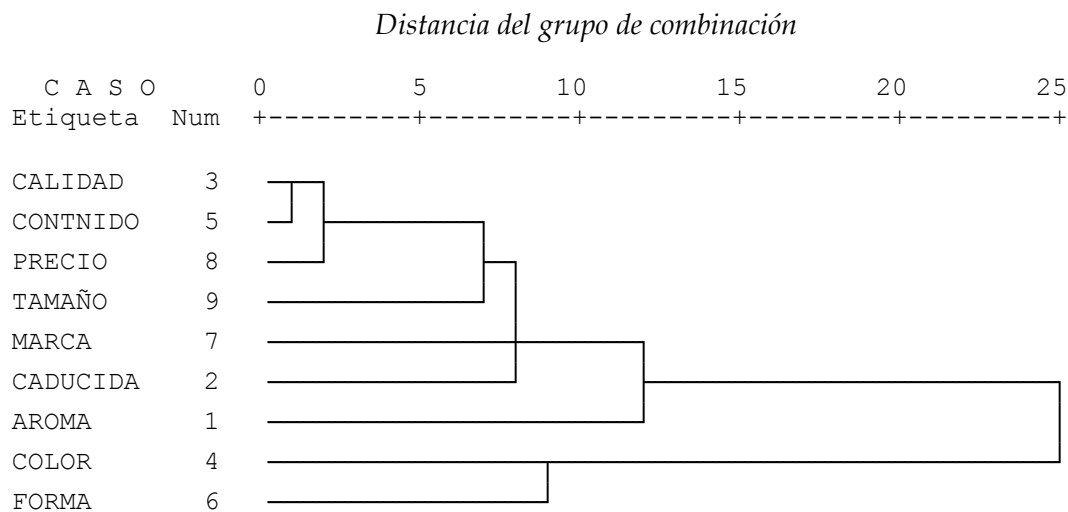 Distancia del grupo de combinación
C A S O 0 5 10 15 20 25
Etiqueta Num +---------+---------+---------+---------+---------+
CALIDAD 3
CONTNIDO 5
PRECIO 8
TAMAÑO 9
MARCA 7
CADUCIDA 2
AROMA 1
COLOR 4
FORMA 6